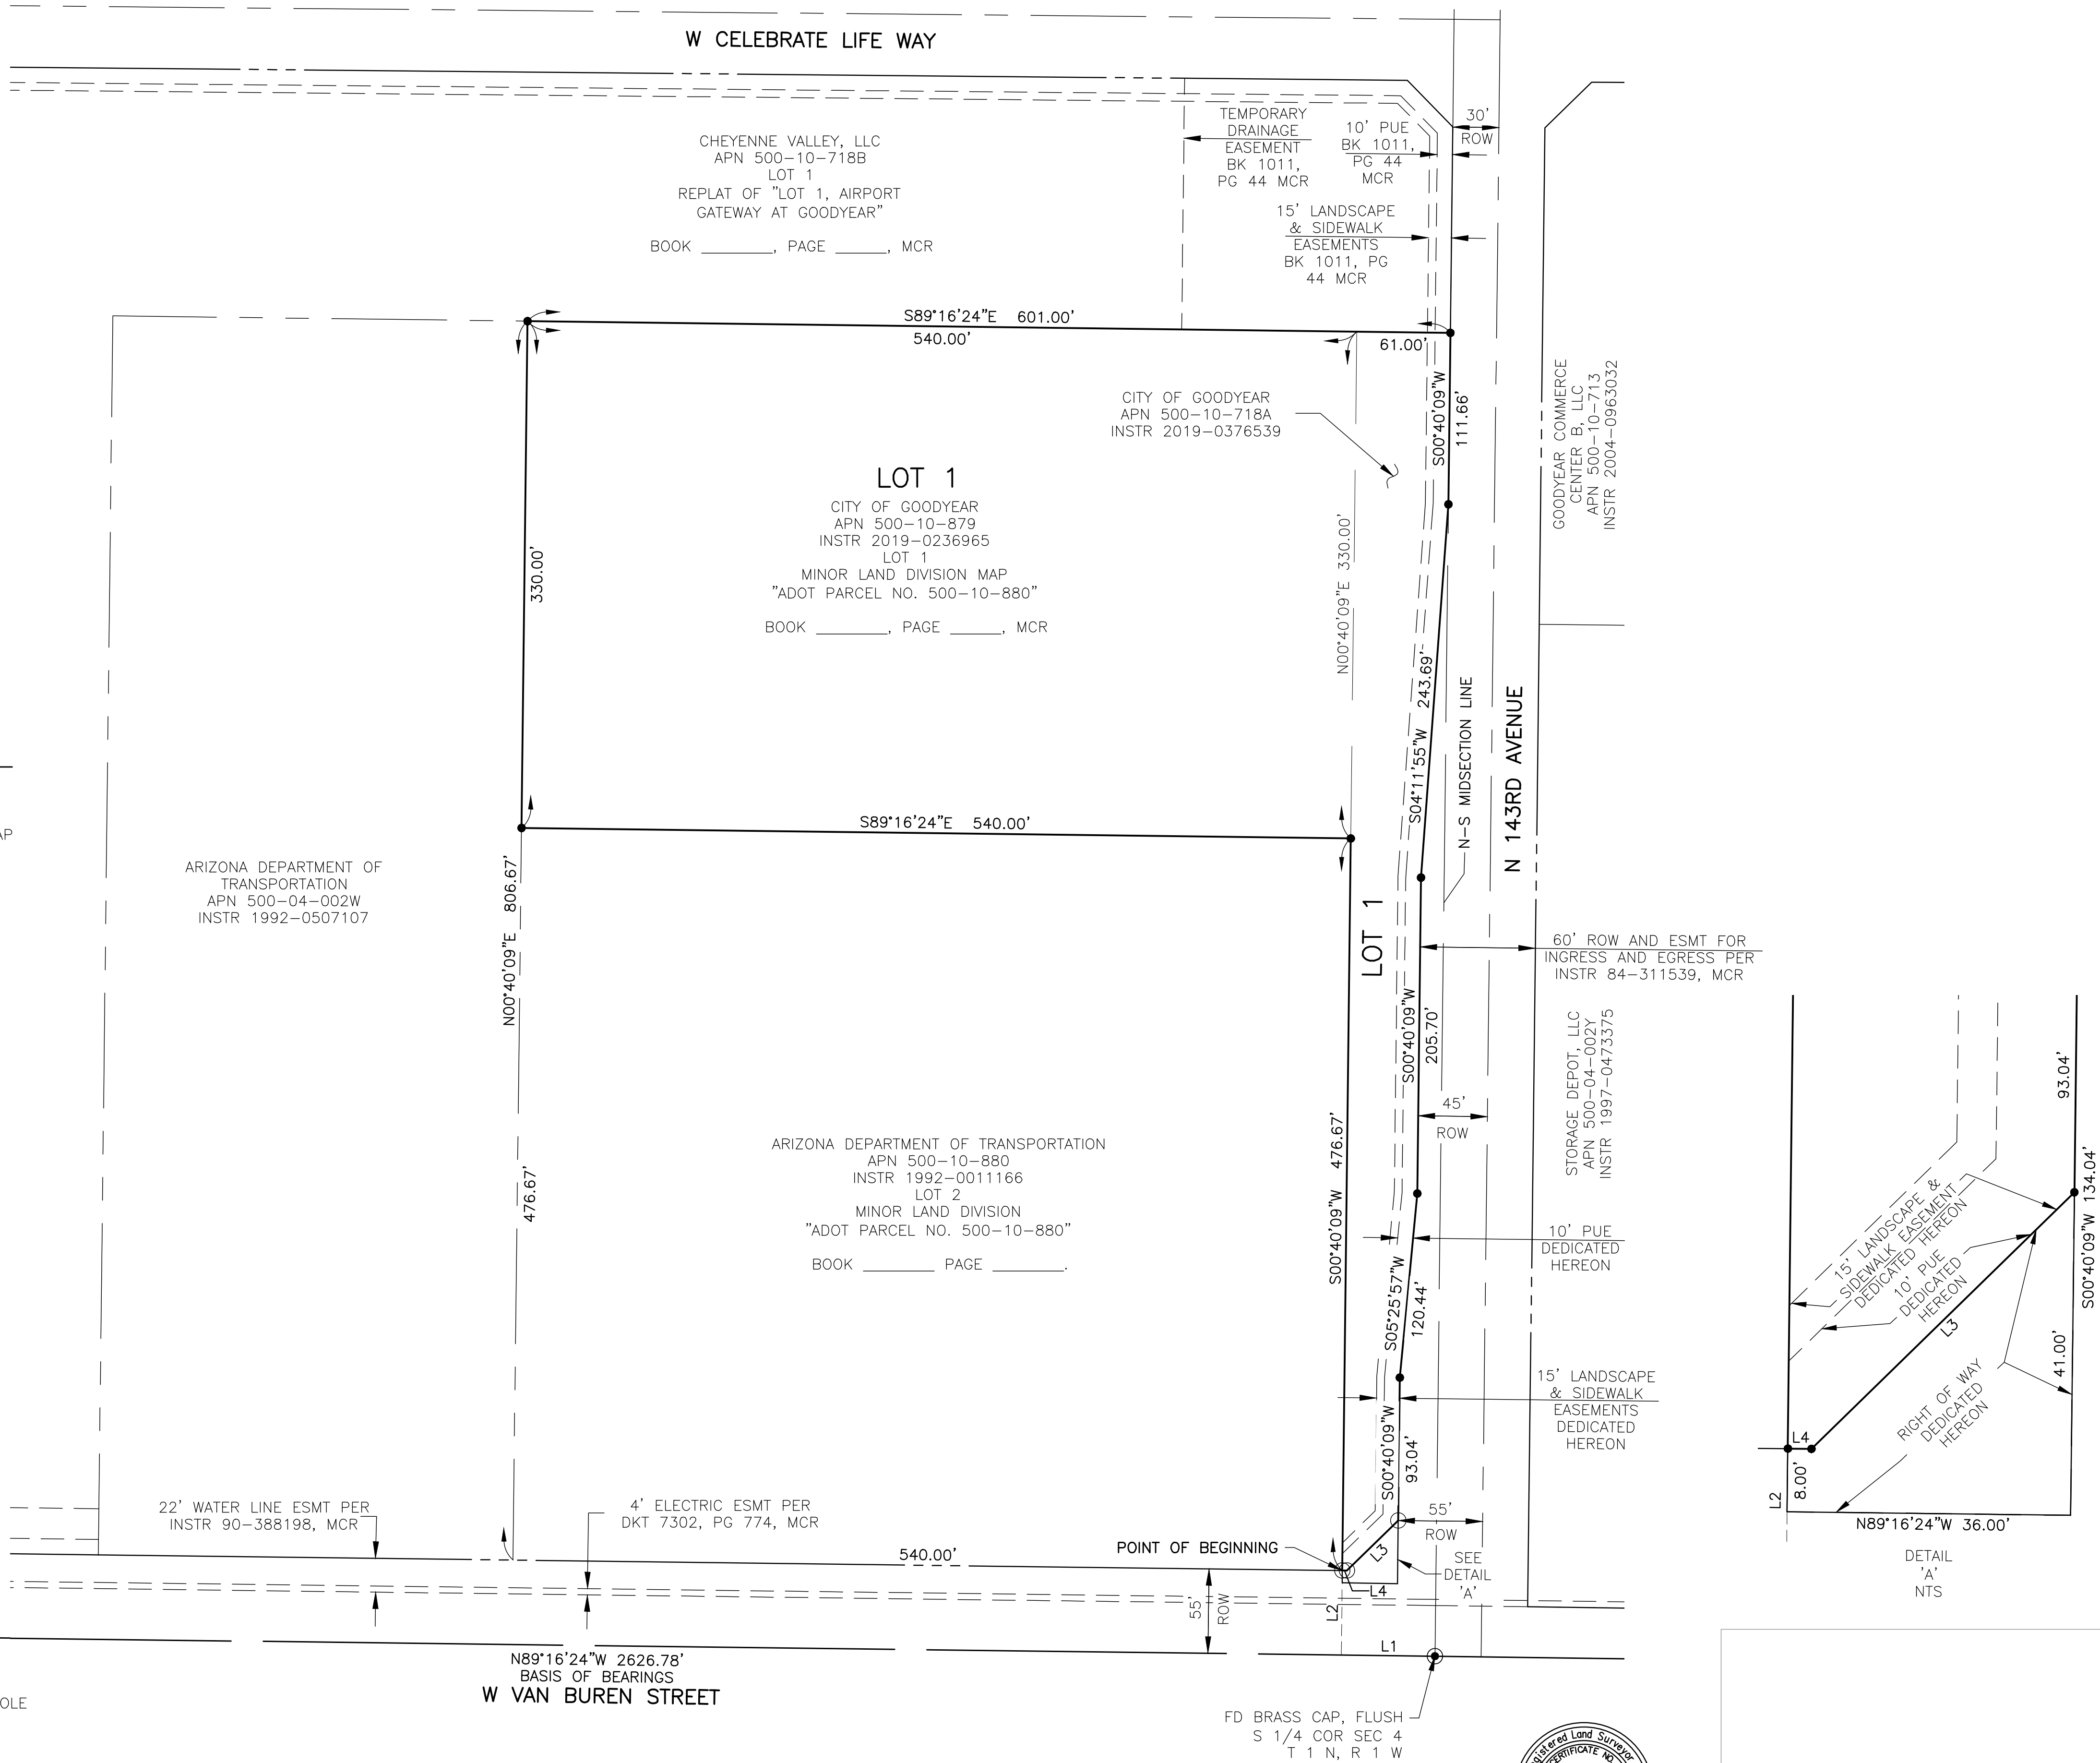 W CELEBRATE LIFE WAY
CHEYENNE VALLEY, LLC
APN 500-10-718B
LOT 1
REPLAT OF "LOT 1, AIRPORT
GATEWAY AT GOODYEAR"
BOOK ________, PAGE ______, MCR
TEMPORARY
DRAINAGE
EASEMENT
BK 1011,
PG 44 MCR
10' PUE
BK 1011,
PG 44
MCR
30'
ROW
15' LANDSCAPE
& SIDEWALK
EASEMENTS
BK 1011, PG
44 MCR
S89°16'24"E 601.00'
540.00'
61.00'
CITY OF GOODYEAR
APN 500-10-718A
INSTR 2019-0376539
S00°40'09"W
111.66'
GOODYEAR COMMERCE
CENTER B, LLC
APN 500-10-713
INSTR 2004-0963032
LOT 1
CITY OF GOODYEAR
APN 500-10-879
INSTR 2019-0236965
LOT 1
MINOR LAND DIVISION MAP
"ADOT PARCEL NO. 500-10-880"
BOOK ________, PAGE ______, MCR
330.00'
N00°40'09"E 330.00'
S04°11'55"W 243.69'
N-S MIDSECTION LINE
N 143RD AVENUE
S89°16'24"E 540.00'
AP
ARIZONA DEPARTMENT OF
TRANSPORTATION
APN 500-04-002W
INSTR 1992-0507107
N00°40'09"E 806.67'
LOT 1
60' ROW AND ESMT FOR
INGRESS AND EGRESS PER
INSTR 84-311539, MCR
S00°40'09"W
205.70'
STORAGE DEPOT, LLC
APN 500-04-002Y
INSTR 1997-0473375
45'
ROW
476.67'
ARIZONA DEPARTMENT OF TRANSPORTATION
APN 500-10-880
INSTR 1992-0011166
LOT 2
MINOR LAND DIVISION
"ADOT PARCEL NO. 500-10-880"
BOOK ________ PAGE ________.
S00°40'09"W 476.67'
10' PUE
DEDICATED
HEREON
S05°25'57"W
120.44'
15' LANDSCAPE
& SIDEWALK
EASEMENTS
DEDICATED
HEREON
S00°40'09"W
93.04'
22' WATER LINE ESMT PER
INSTR 90-388198, MCR
4' ELECTRIC ESMT PER
DKT 7302, PG 774, MCR
540.00'
POINT OF BEGINNING
L3
55'
ROW
SEE
DETAIL
'A'
L4
L2
55'
ROW
L1
N89°16'24"W 2626.78'
BASIS OF BEARINGS
W VAN BUREN STREET
OLE
FD BRASS CAP, FLUSH
S 1/4 COR SEC 4
T 1 N, R 1 W
93.04'
S00°40'09"W 134.04'
15' LANDSCAPE &
SIDEWALK EASEMENT
DEDICATED HEREON
10' PUE
DEDICATED
HEREON
L3
41.00'
RIGHT OF WAY
DEDICATED
HEREON
L4
L2
8.00'
N89°16'24"W 36.00'
DETAIL
'A'
NTS
Land Surveyor
CERTIFICATE NO.